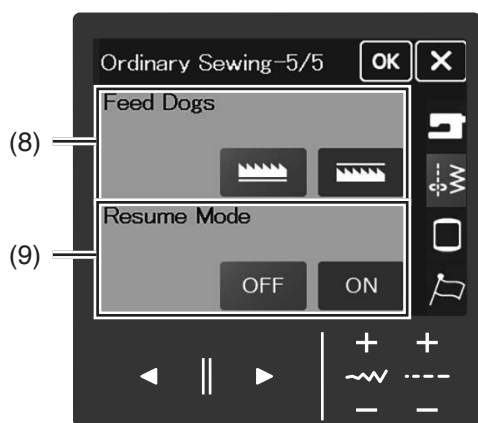 Ordinary Sewing-5/5 OK X
Feed Dogs
(8)
Resume Mode
(9)
OFF ON
+ +
- -